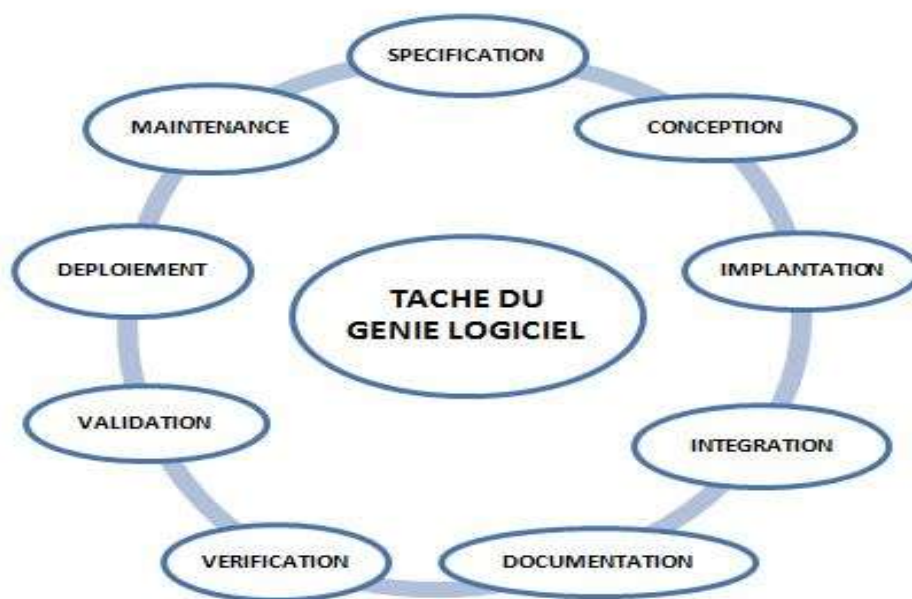 SPECIFICATION
CONCEPTION
IMPLANTATION
INTEGRATION
DOCUMENTATION
VERIFICATION
VALIDATION
DEPLOIEMENT
MAINTENANCE
TACHE DU
GENIE LOGICIEL